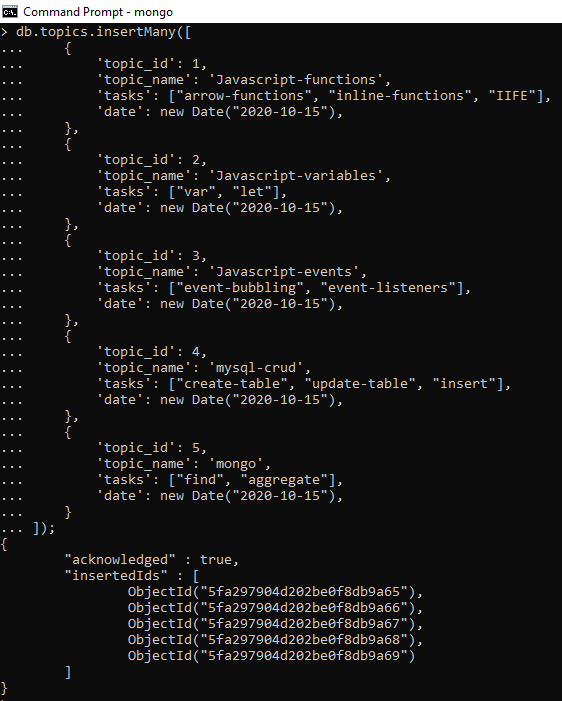 Command Prompt - mongo
> db.topics.insertMany([
...     {
...         'topic_id': 1,
...         'topic_name': 'Javascript-functions',
...         'tasks': ["arrow-functions", "inline-functions", "IIFE"],
...         'date': new Date("2020-10-15"),
...     },
...     {
...         'topic_id': 2,
...         'topic_name': 'Javascript-variables',
...         'tasks': ["var", "let"],
...         'date': new Date("2020-10-15"),
...     },
...     {
...         'topic_id': 3,
...         'topic_name': 'Javascript-events',
...         'tasks': ["event-bubbling", "event-listeners"],
...         'date': new Date("2020-10-15"),
...     },
...     {
...         'topic_id': 4,
...         'topic_name': 'mysql-crud',
...         'tasks': ["create-table", "update-table", "insert"],
...         'date': new Date("2020-10-15"),
...     },
...     {
...         'topic_id': 5,
...         'topic_name': 'mongo',
...         'tasks': ["find", "aggregate"],
...         'date': new Date("2020-10-15"),
...     }
... ]);
{
        "acknowledged" : true,
        "insertedIds" : [
                ObjectId("5fa297904d202be0f8db9a65"),
                ObjectId("5fa297904d202be0f8db9a66"),
                ObjectId("5fa297904d202be0f8db9a67"),
                ObjectId("5fa297904d202be0f8db9a68"),
                ObjectId("5fa297904d202be0f8db9a69")
        ]
}